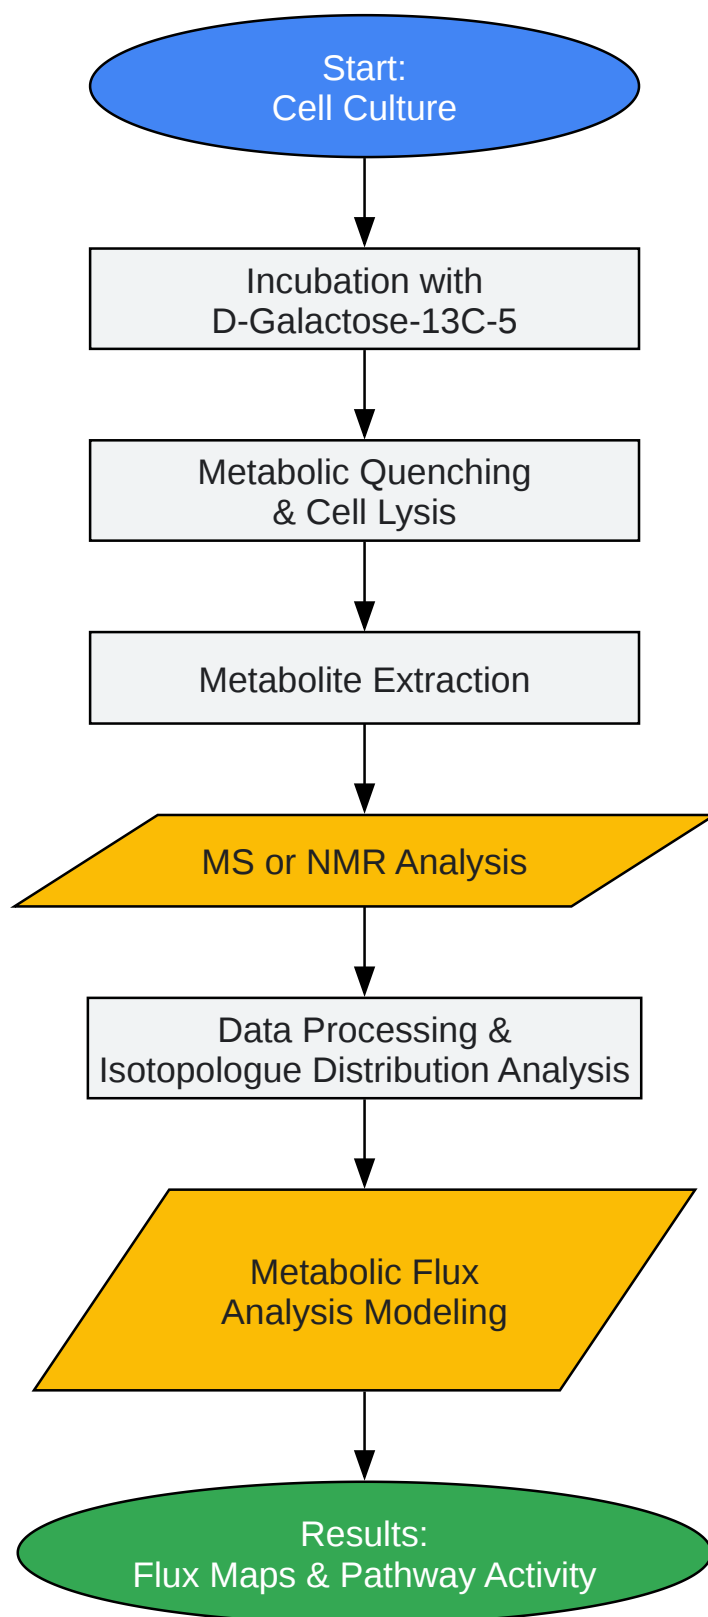 Start:
Cell Culture
Incubation with
D-Galactose-13C-5
Metabolic Quenching
& Cell Lysis
Metabolite Extraction
MS or NMR Analysis
Data Processing &
Isotopologue Distribution Analysis
Metabolic Flux
Analysis Modeling
Results:
Flux Maps & Pathway Activity